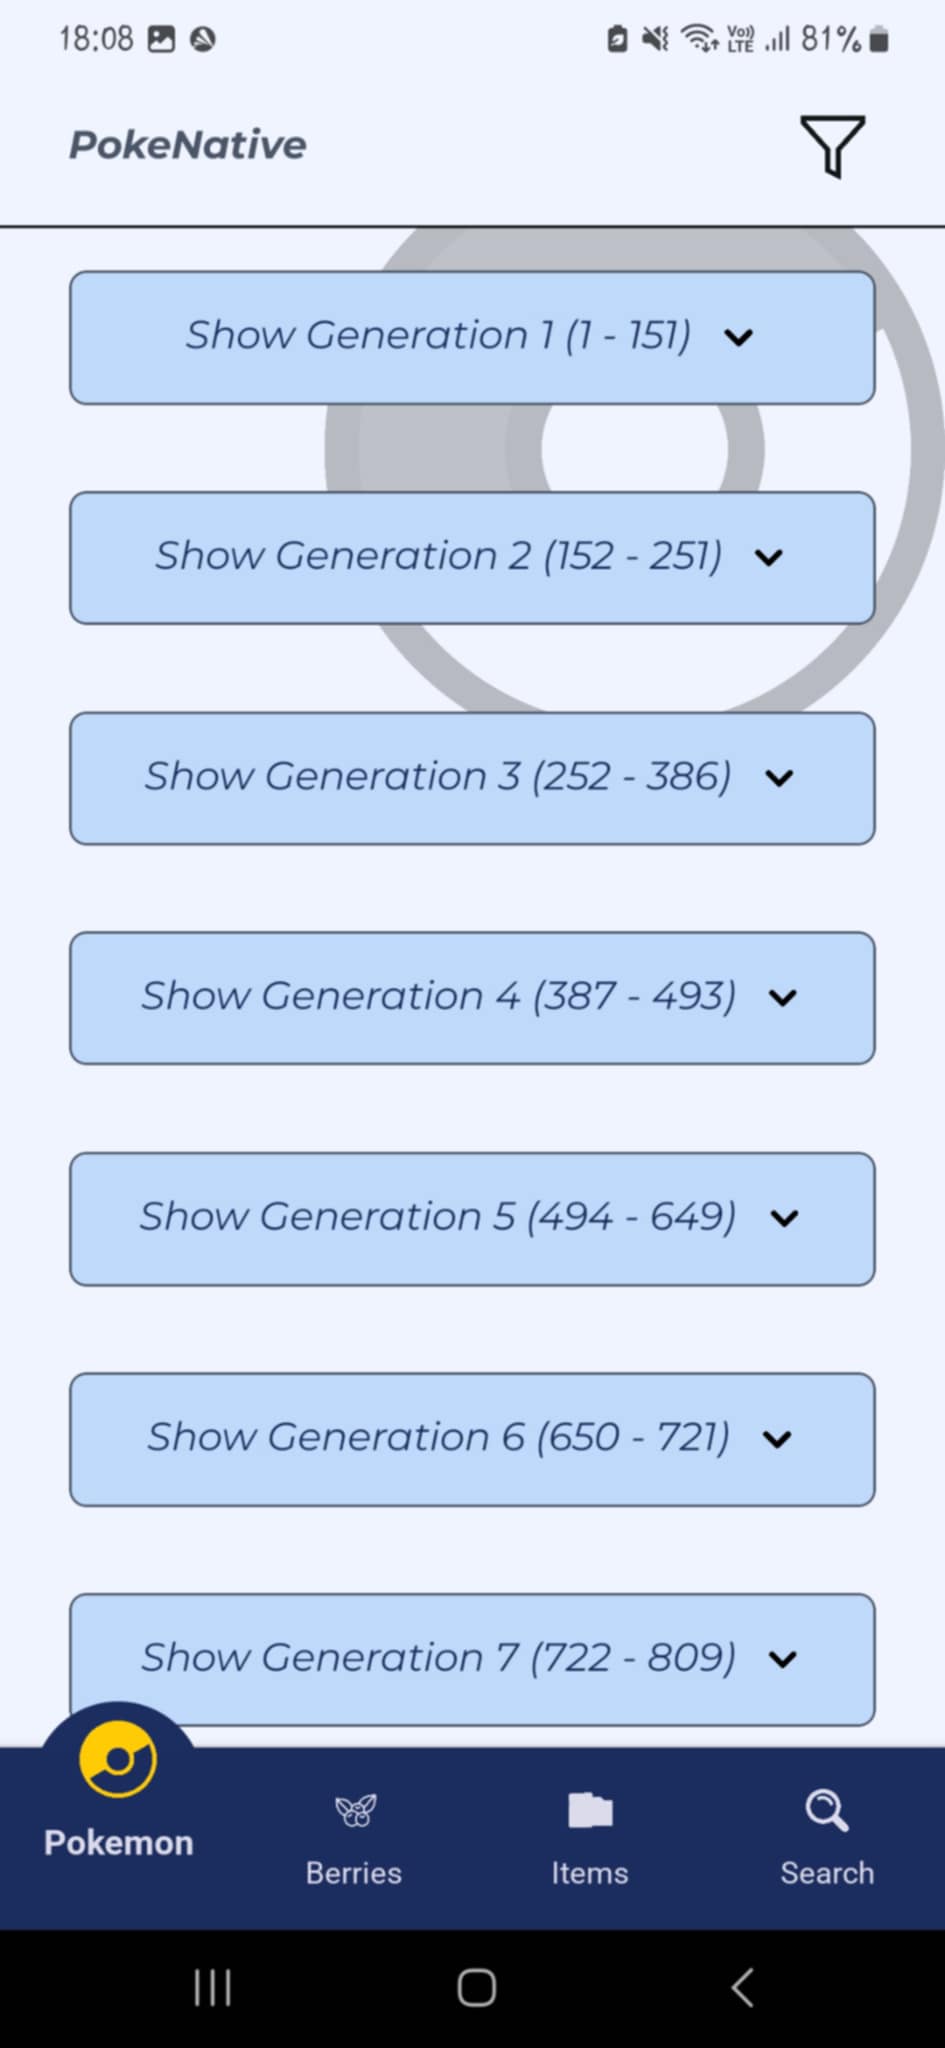 18:08 Vo)) LTE 81%
PokeNative
Show Generation 1 (1 - 151)
Show Generation 2 (152 - 251)
Show Generation 3 (252 - 386)
Show Generation 4 (387 - 493)
Show Generation 5 (494 - 649)
Show Generation 6 (650 - 721)
Show Generation 7 (722 - 809)
Pokemon
Berries
Items
Search